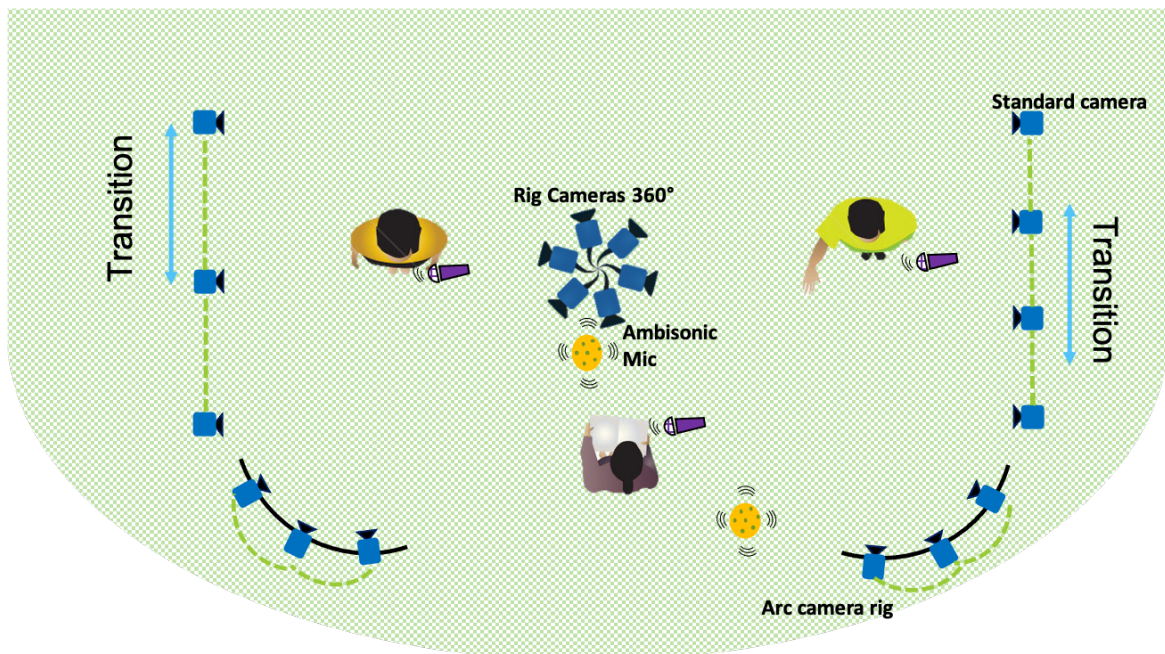 Standard camera
Transition
Rig Cameras 360°
Transition
Ambisonic
Mic
Arc camera rig